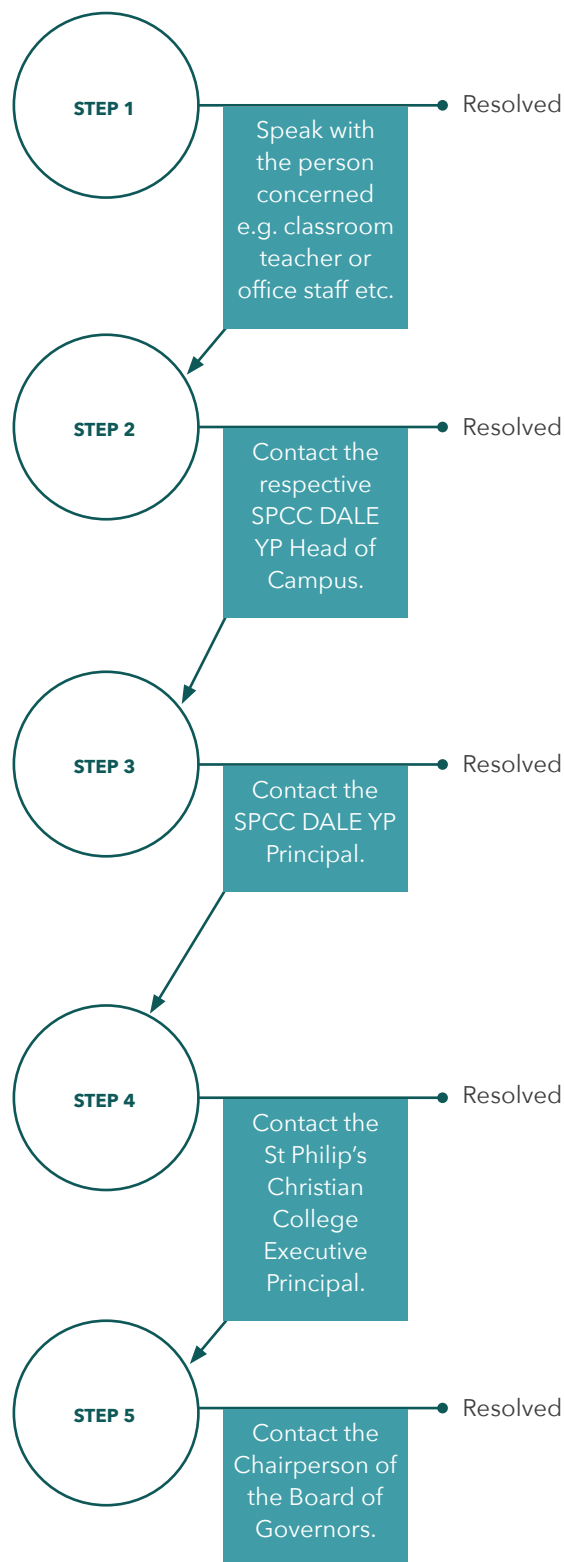 STEP 1
Resolved
Speak with
the person
concerned
e.g. classroom
teacher or
office staff etc.
STEP 2
Resolved
Contact the
respective
SPCC DALE
YP Head of
Campus.
STEP 3
Resolved
Contact the
SPCC DALE YP
Principal.
STEP 4
Resolved
Contact the
St Philip’s
Christian
College
Executive
Principal.
STEP 5
Resolved
Contact the
Chairperson of
the Board of
Governors.